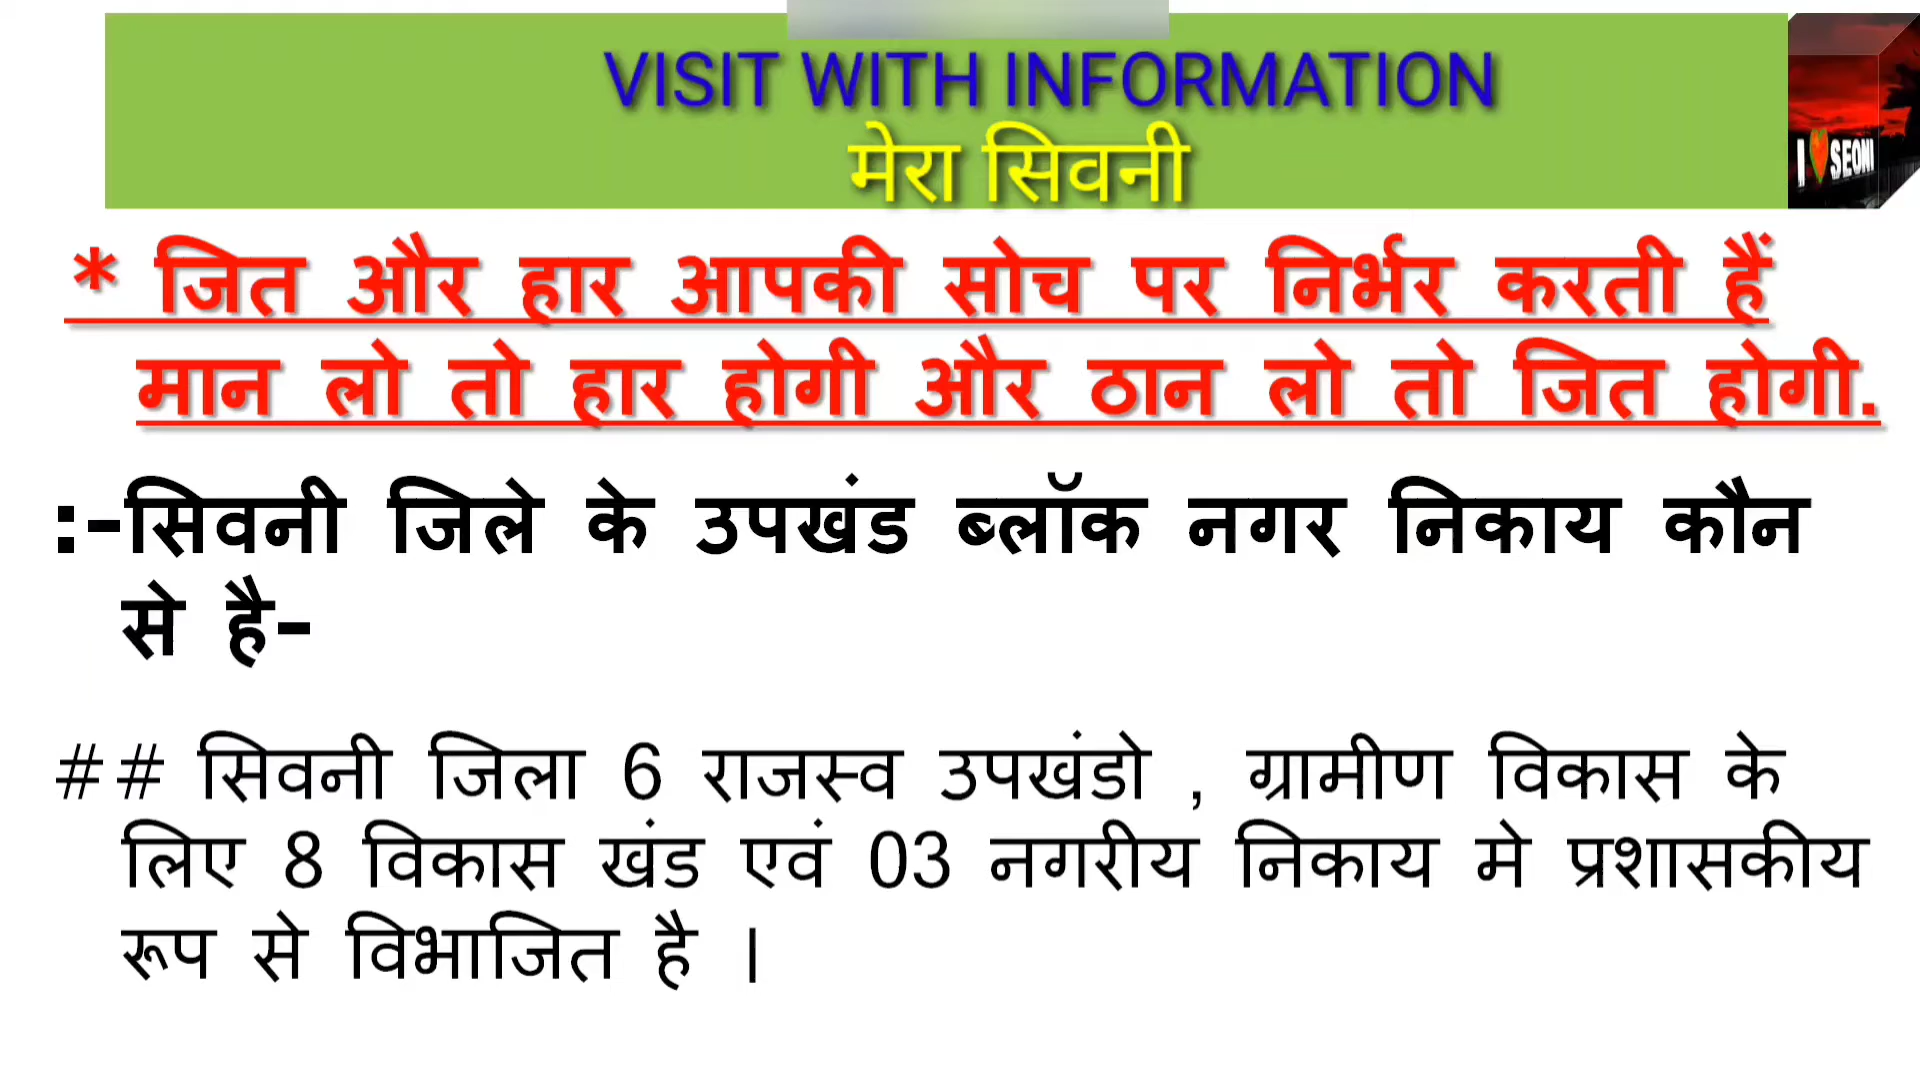 VISIT WITH INFORMATION
मेरा सिवनी
I SEONI
* जित और हार आपकी सोच पर निर्भर करती हैं
मान लो तो हार होगी और ठान लो तो जित होगी.
:-सिवनी जिले के उपखंड ब्लॉक नगर निकाय कौन
से है-
## सिवनी जिला 6 राजस्व उपखंडो , ग्रामीण विकास के
लिए 8 विकास खंड एवं 03 नगरीय निकाय मे प्रशासकीय
रूप से विभाजित है ।